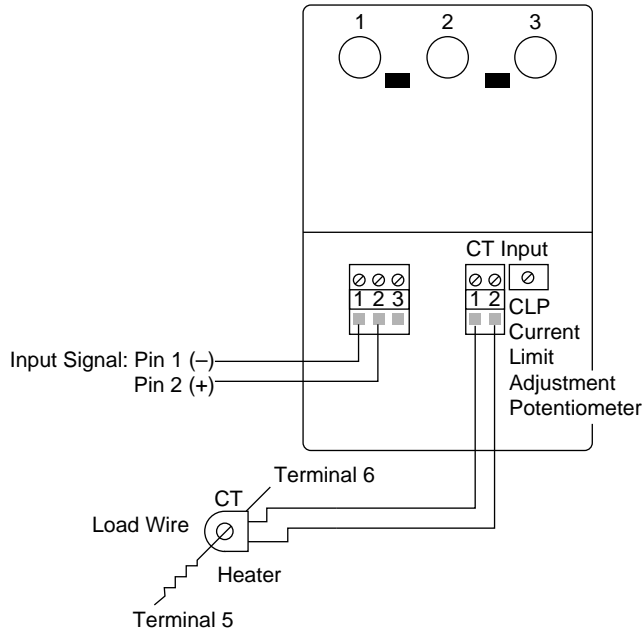 1 2 3
CT Input
1 2 3
1 2
CLP
Current
Limit
Adjustment
Potentiometer
Input Signal: Pin 1 (–)
Pin 2 (+)
Terminal 6
CT
Load Wire
Heater
Terminal 5